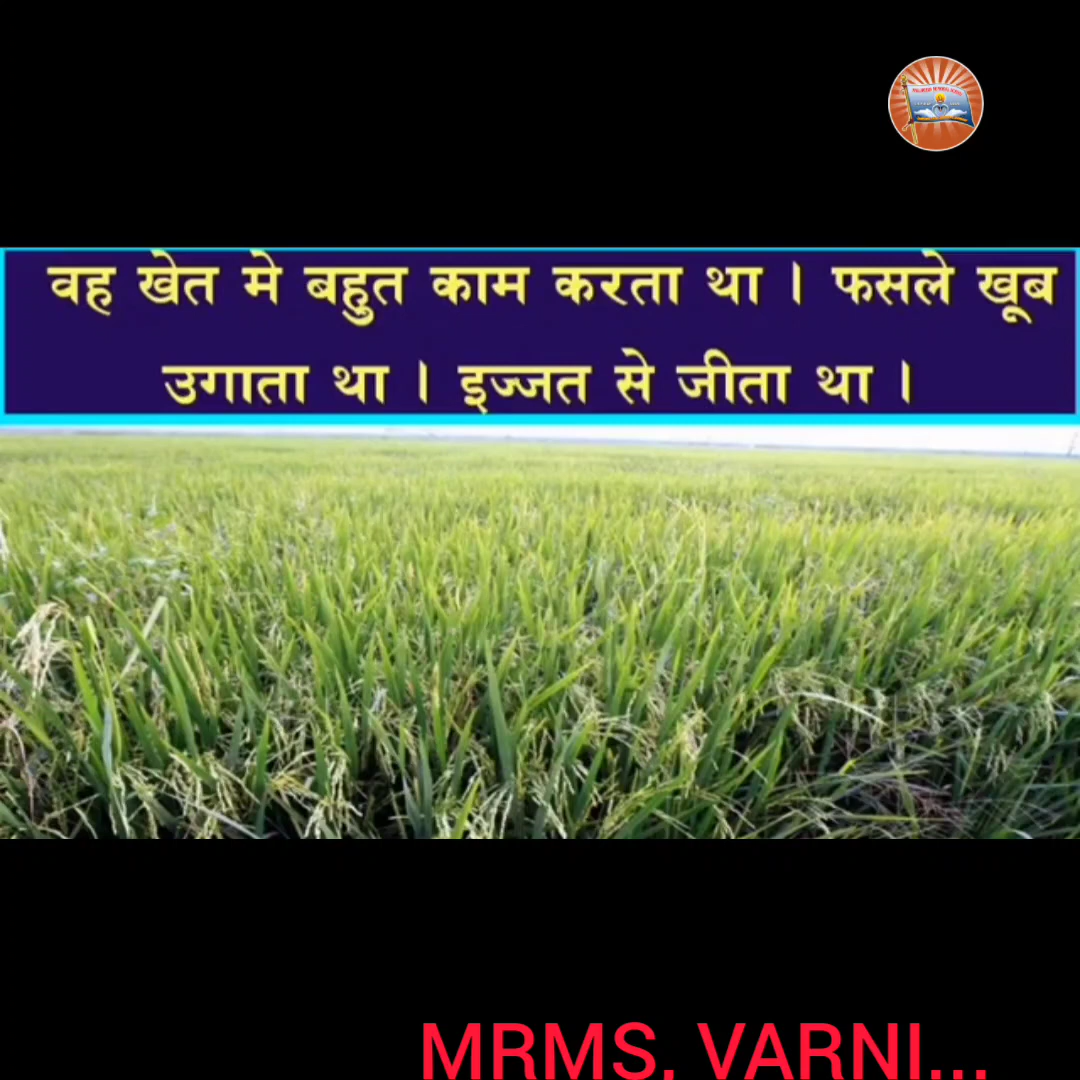 वह खेत मे बहुत काम करता था । फसले खूब
उगाता था । इज्जत से जीता था ।
MRMS. VARNI...